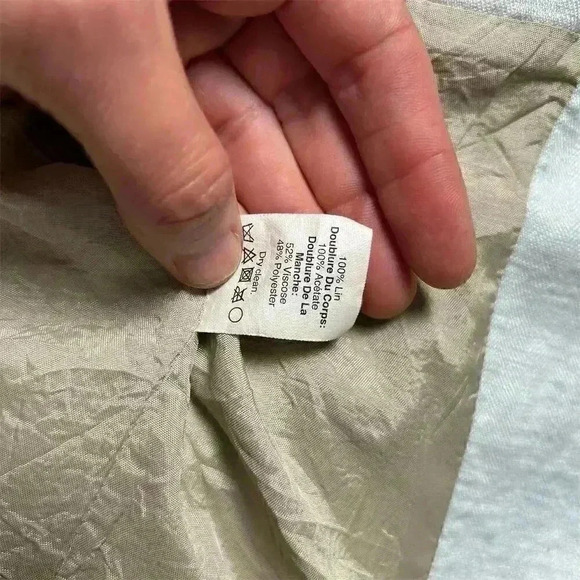 100% Lin
Doublure Du Corps:
100% Acétate
Doublure De La
Manche:
52% Viscose
48% Polyester
Dry clean.